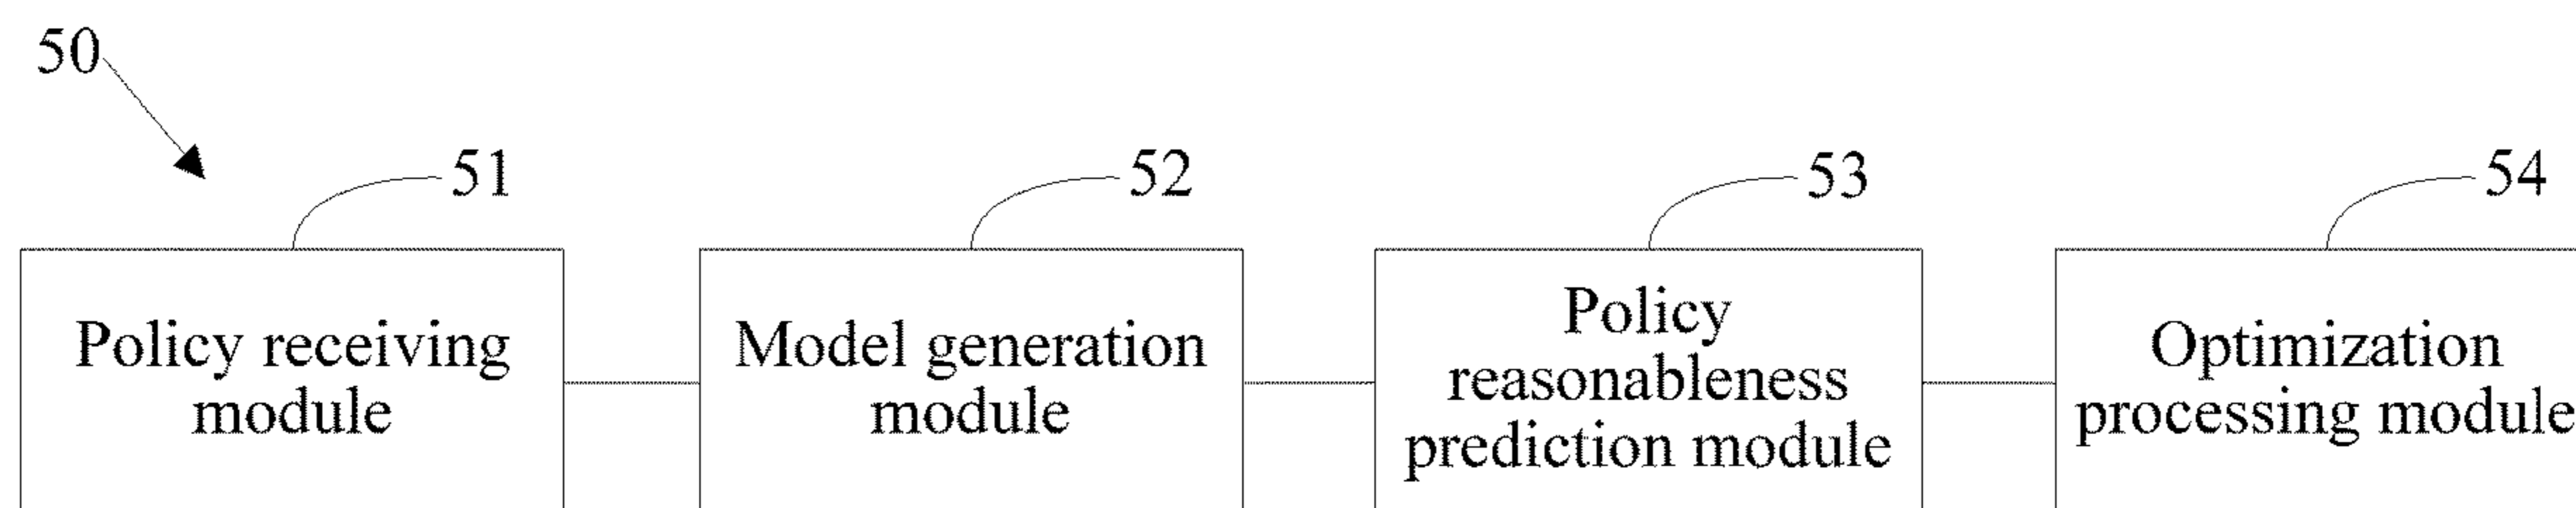 50
51
52
53
54
Policy receiving
module
Model generation
module
Policy
reasonableness
prediction module
Optimization
processing module